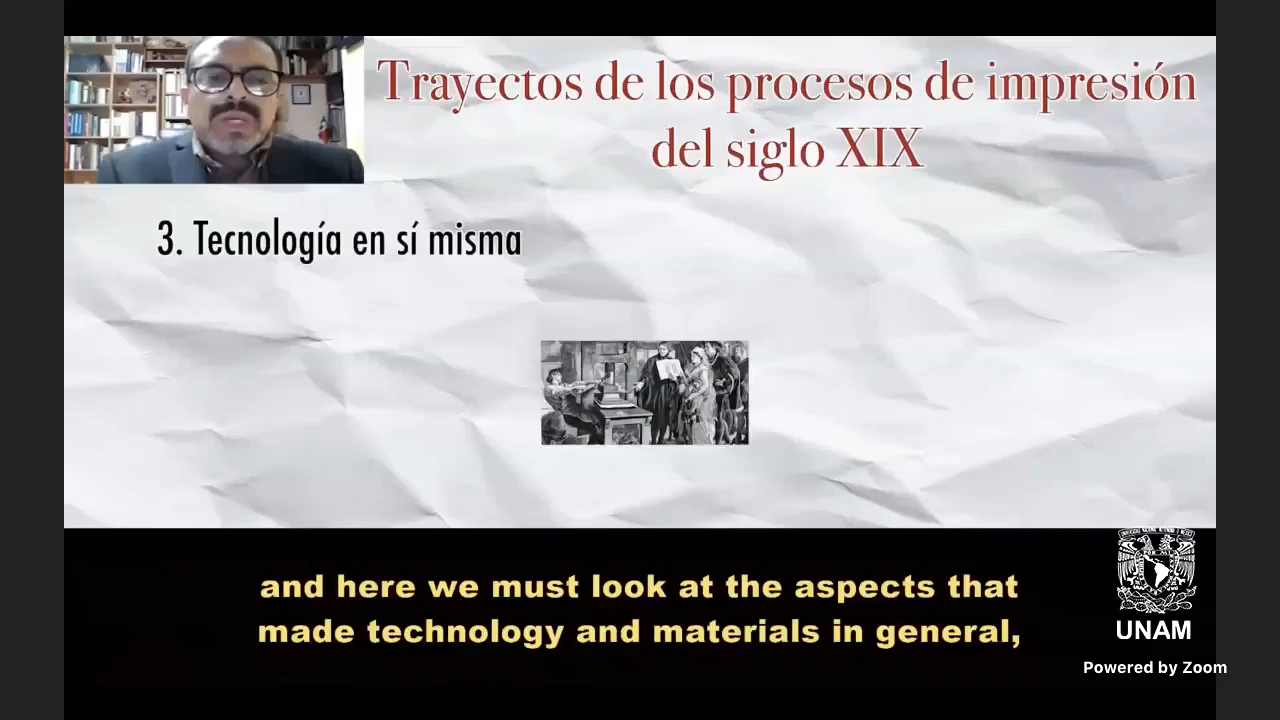 Trayectos de los procesos de impresión
del siglo XIX
3. Tecnología en sí misma
and here we must look at the aspects that
made technology and materials in general,
UNAM
Powered by Zoom